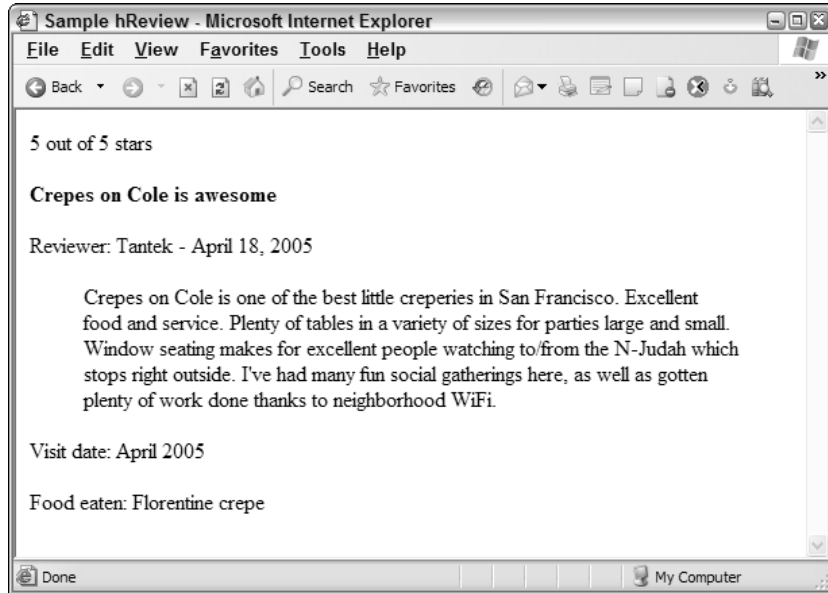 Sample hReview - Microsoft Internet Explorer
File Edit View Favorites Tools Help
Back Search Favorites »
5 out of 5 stars
Crepes on Cole is awesome
Reviewer: Tantek - April 18, 2005
Crepes on Cole is one of the best little creperies in San Francisco. Excellent
food and service. Plenty of tables in a variety of sizes for parties large and small.
Window seating makes for excellent people watching to/from the N-Judah which
stops right outside. I've had many fun social gatherings here, as well as gotten
plenty of work done thanks to neighborhood WiFi.
Visit date: April 2005
Food eaten: Florentine crepe
Done My Computer